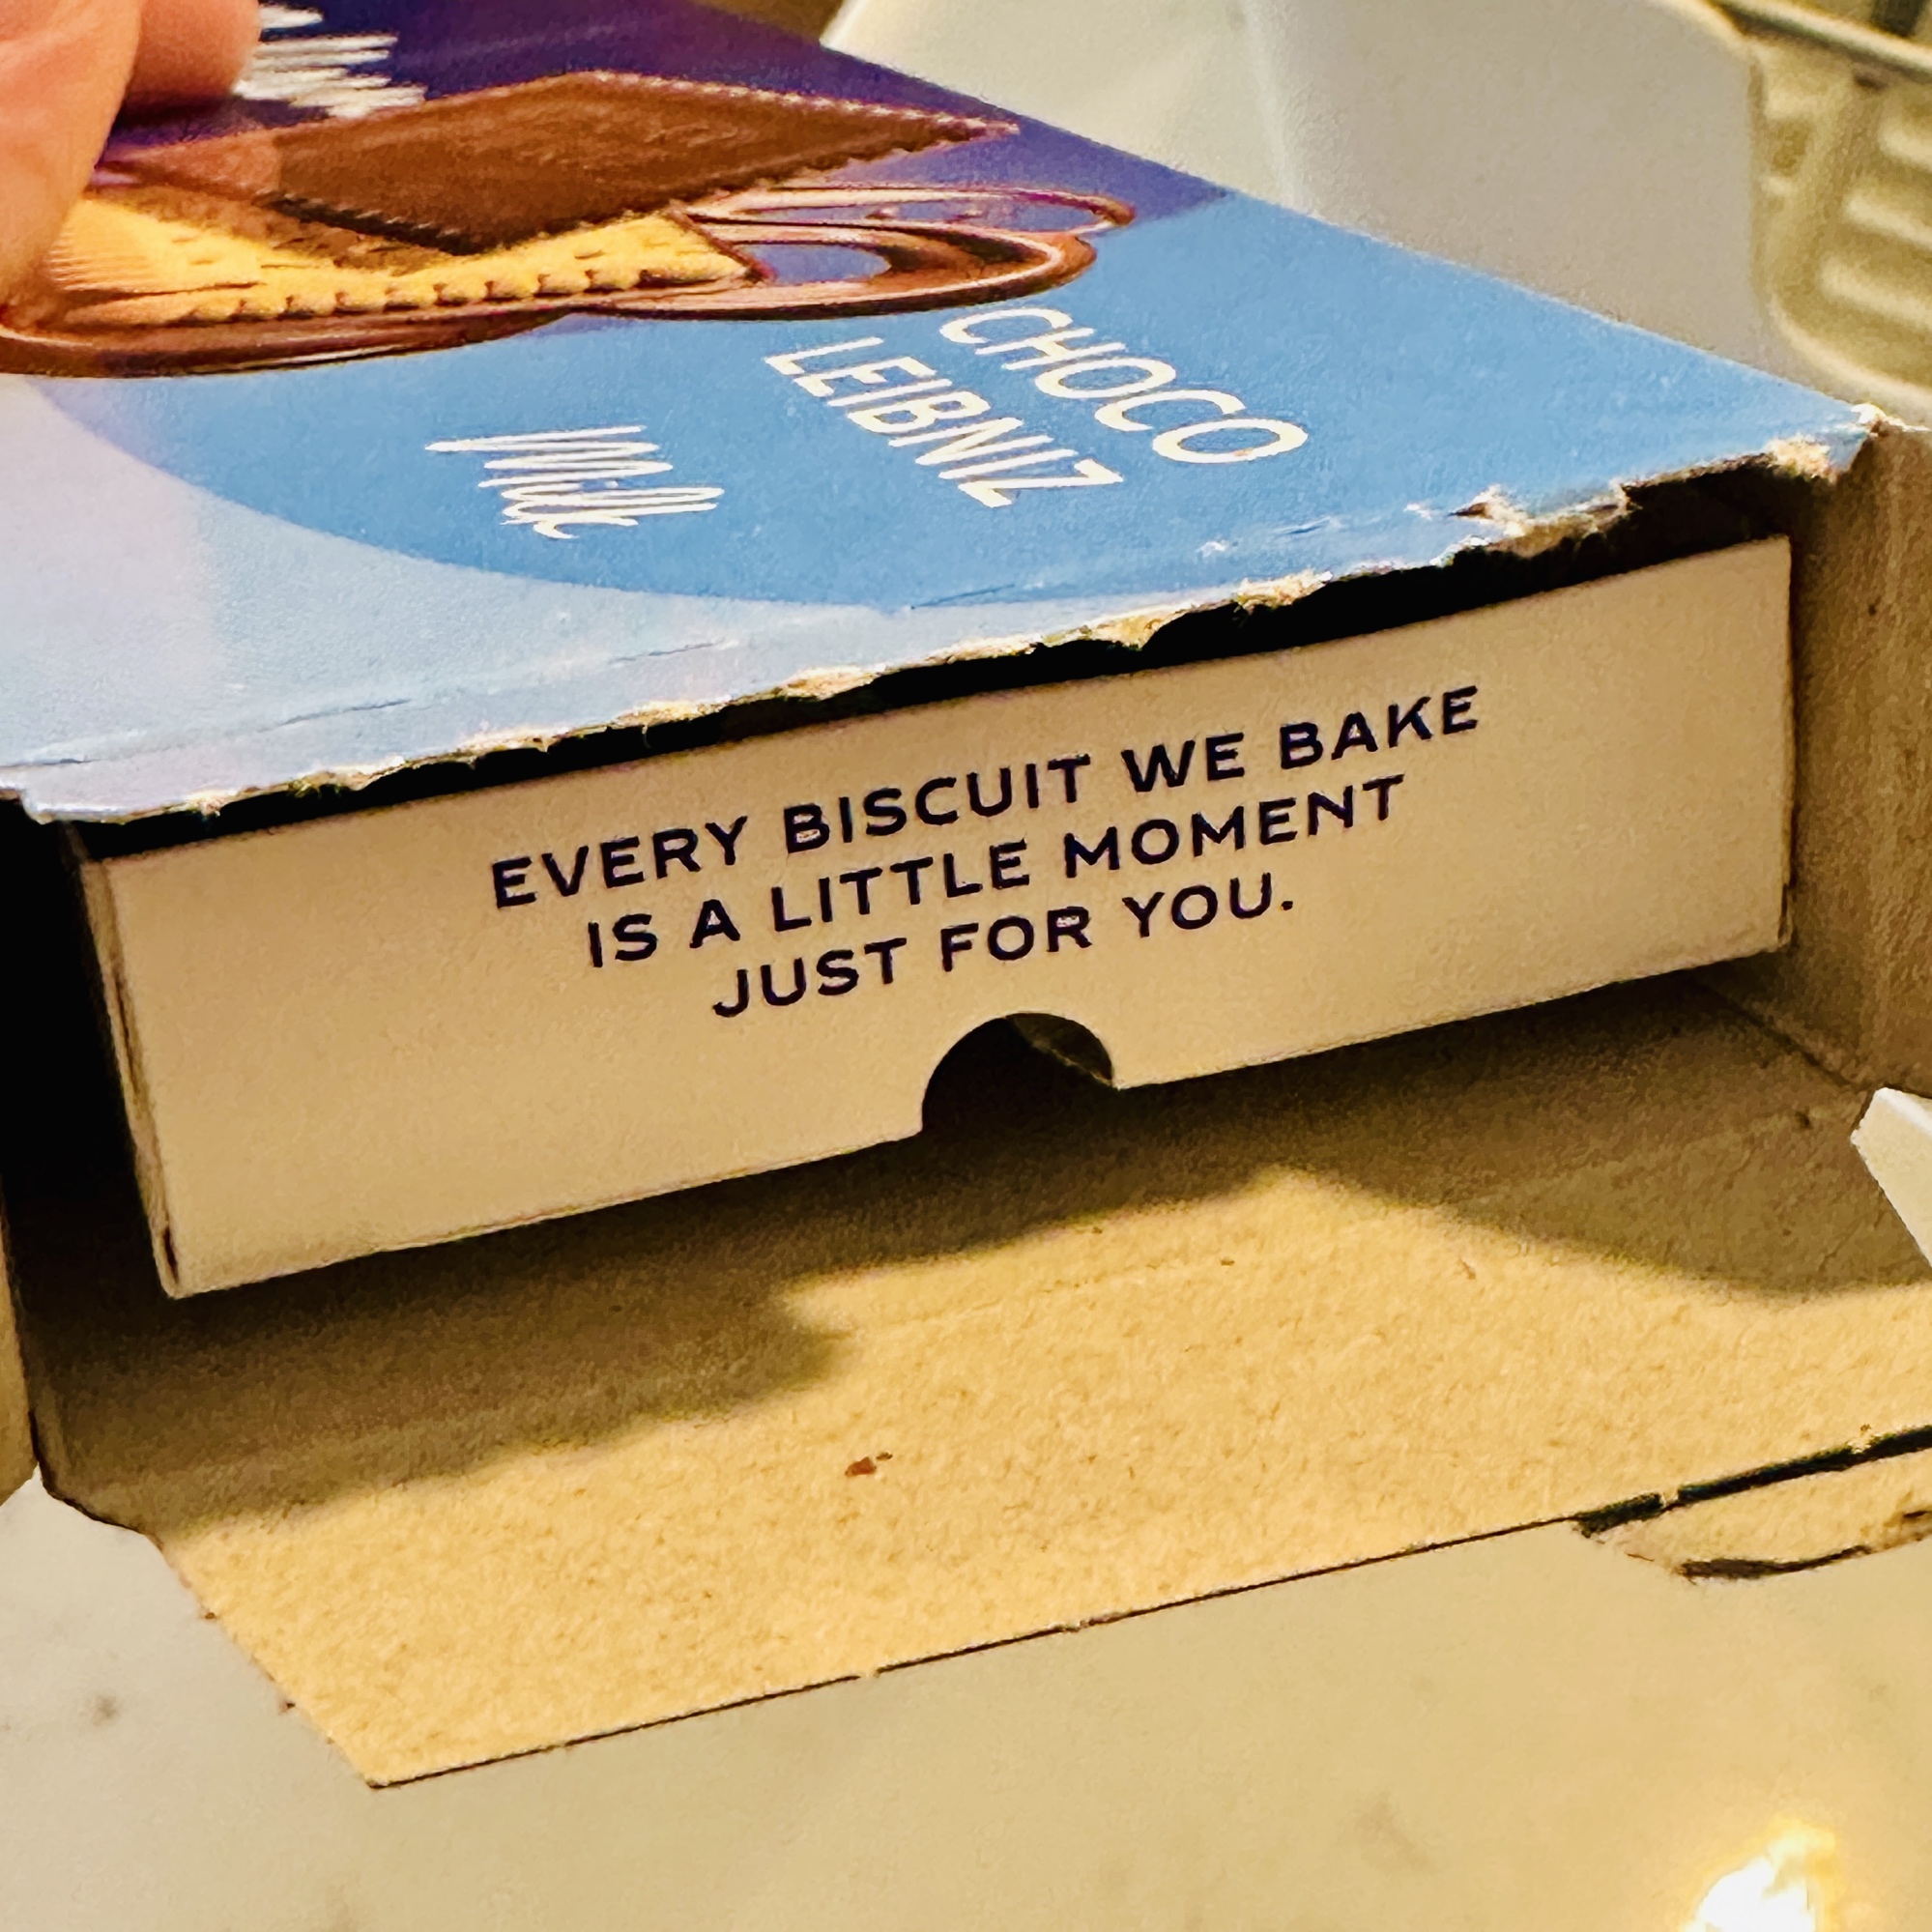 CHOCO
LEIBNIZ
Milk
EVERY BISCUIT WE BAKE
IS A LITTLE MOMENT
JUST FOR YOU.